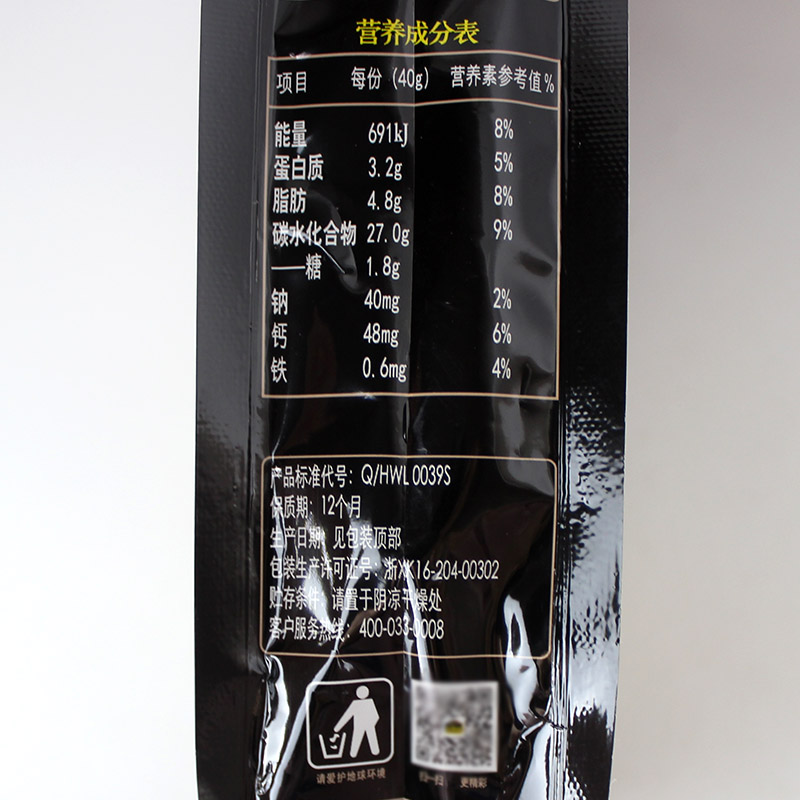 营养成分表
项目 每份（40g） 营养素参考值%
能量 691kJ 8%
蛋白质 3.2g 5%
脂肪 4.8g 8%
碳水化合物 27.0g 9%
——糖 1.8g
钠 40mg 2%
钙 48mg 6%
铁 0.6mg 4%
产品标准代号：Q/HWL 0039S
保质期：12个月
生产日期：见包装顶部
包装生产许可证号：浙XK16-204-00302
贮存条件：请置于阴凉干燥处
客户服务热线：400-033-0008
请爱护地球环境
扫一扫 更精彩